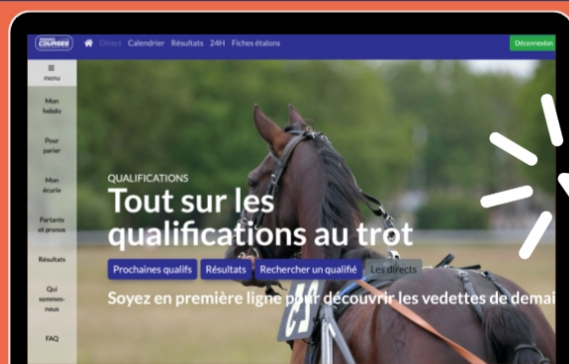 COURSES Direct Calendrier Résultats 24H Fiches étalons Déconnexion
menu
Mon
hebdo
Pour
parier
Mon
écurie
Partants
et pronos
Résultats
Qui
sommes-
nous
FAQ
QUALIFICATIONS
Tout sur les
qualifications au trot
Prochaines qualifs Résultats Rechercher un qualifié Les directs
Soyez en première ligne pour découvrir les vedettes de demai